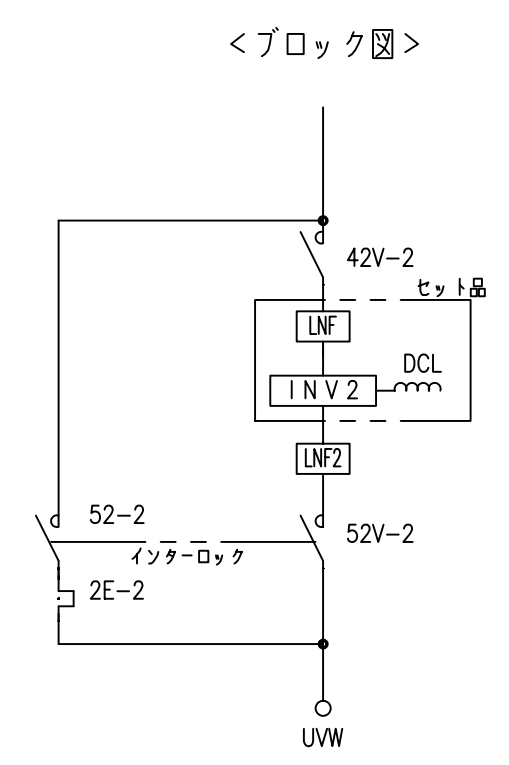 ＜ブロック図＞
42V-2
セット品
LNF
DCL
INV2
LNF2
52-2
52V-2
インターロック
2E-2
UVW